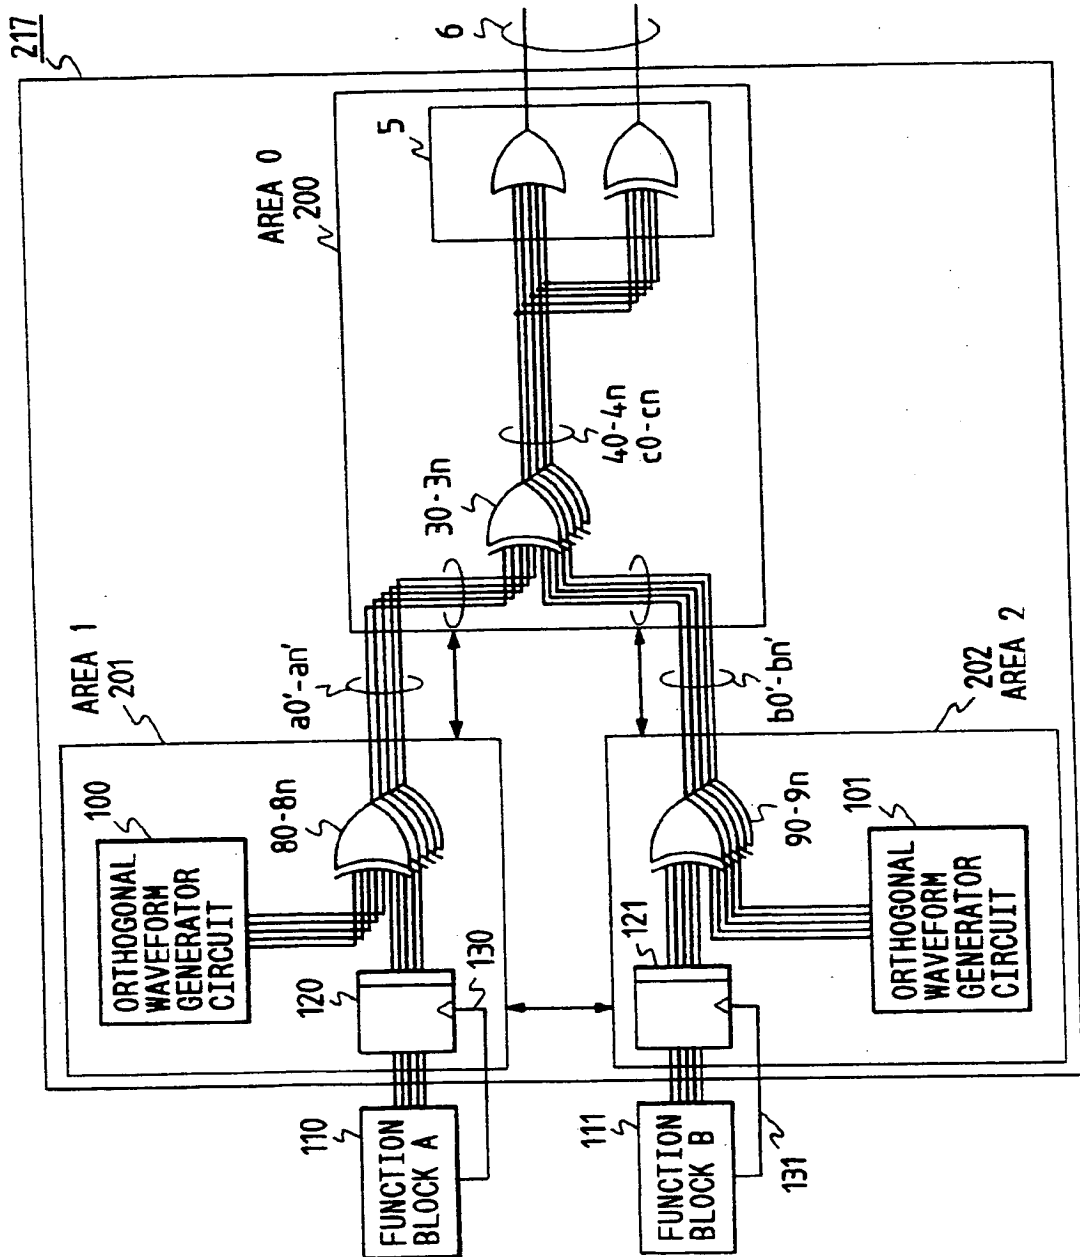 217
AREA 1
201
a0'-an'
100
ORTHOGONAL
WAVEFORM
GENERATOR
CIRCUIT
80-8n
120
130
110
FUNCTION
BLOCK A
AREA 0
200
30-3n
40-4n
c0-cn
5
6
111
FUNCTION
BLOCK B
131
121
90-9n
101
ORTHOGONAL
WAVEFORM
GENERATOR
CIRCUIT
b0'-bn'
202
AREA 2